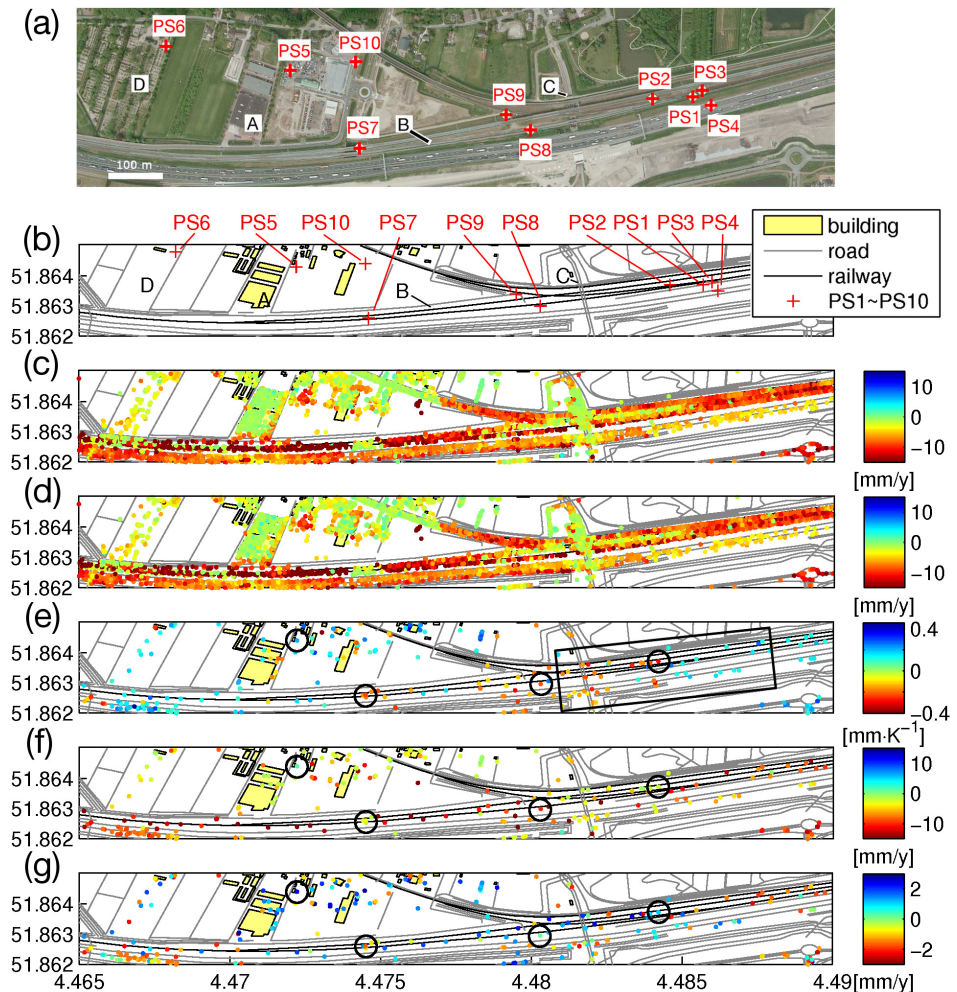 (a)
PS6
PS5
PS10
D
A
PS7
B
PS9
PS8
C
PS2
PS3
PS1
PS4
100 m
(b)
PS6
PS5
PS10
PS7
PS9
PS8
PS2
PS1
PS3
PS4
building
road
railway
PS1~PS10
D
A
B
C
51.864
51.863
51.862
(c)
51.864
51.863
51.862
10
0
−10
[mm/y]
(d)
51.864
51.863
51.862
10
0
−10
[mm/y]
(e)
51.864
51.863
51.862
0.4
0
−0.4
[mm·K⁻¹]
(f)
51.864
51.863
51.862
10
0
−10
[mm/y]
(g)
51.864
51.863
51.862
2
0
−2
[mm/y]
4.465 4.47 4.475 4.48 4.485 4.49